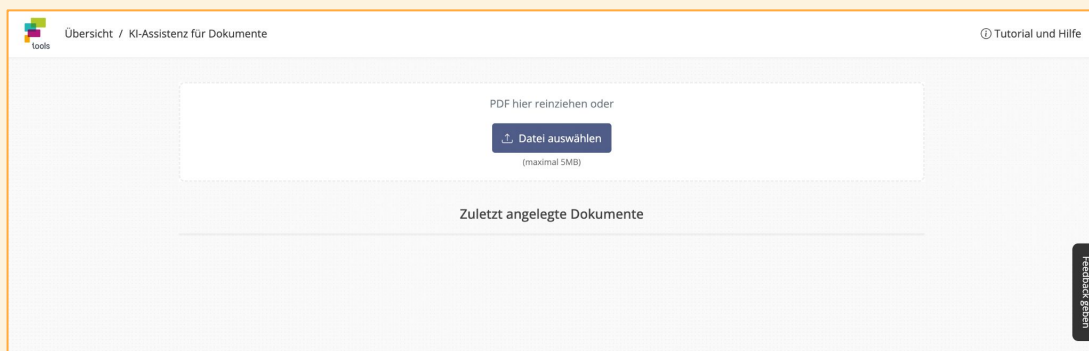 tools
Übersicht / KI-Assistenz für Dokumente
Tutorial und Hilfe
PDF hier reinziehen oder
Datei auswählen
(maximal 5MB)
Zuletzt angelegte Dokumente
Feedback geben